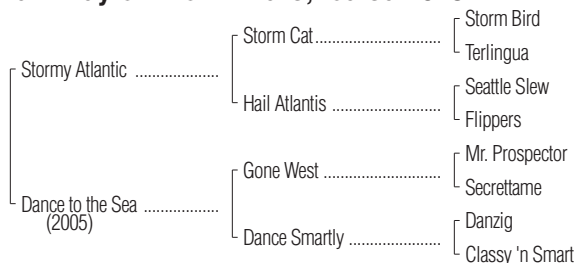 Storm Bird
Storm Cat
Terlingua
Stormy Atlantic
Seattle Slew
Hail Atlantis
Flippers
Mr. Prospector
Gone West
Secrettame
Dance to the Sea
(2005)
Danzig
Dance Smartly
Classy 'n Smart